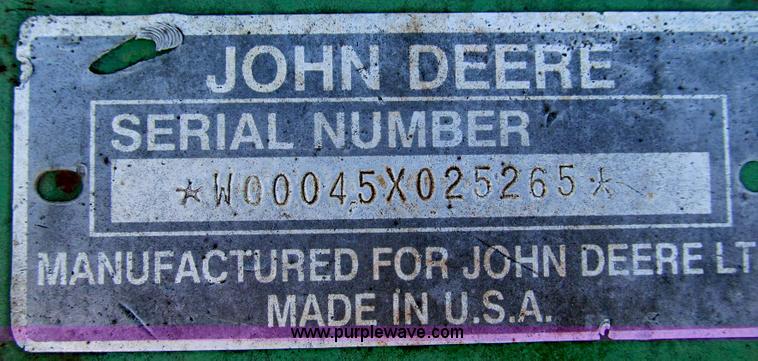 JOHN DEERE
SERIAL NUMBER
*W00045X025265*
MANUFACTURED FOR JOHN DEERE LT
MADE IN U.S.A.
www.purplewave.com